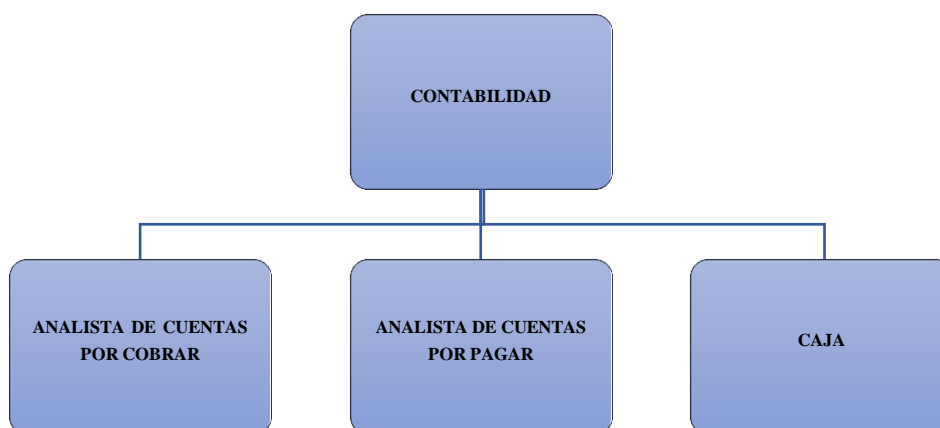 CONTABILIDAD
ANALISTA DE CUENTAS
POR COBRAR
ANALISTA DE CUENTAS
POR PAGAR
CAJA